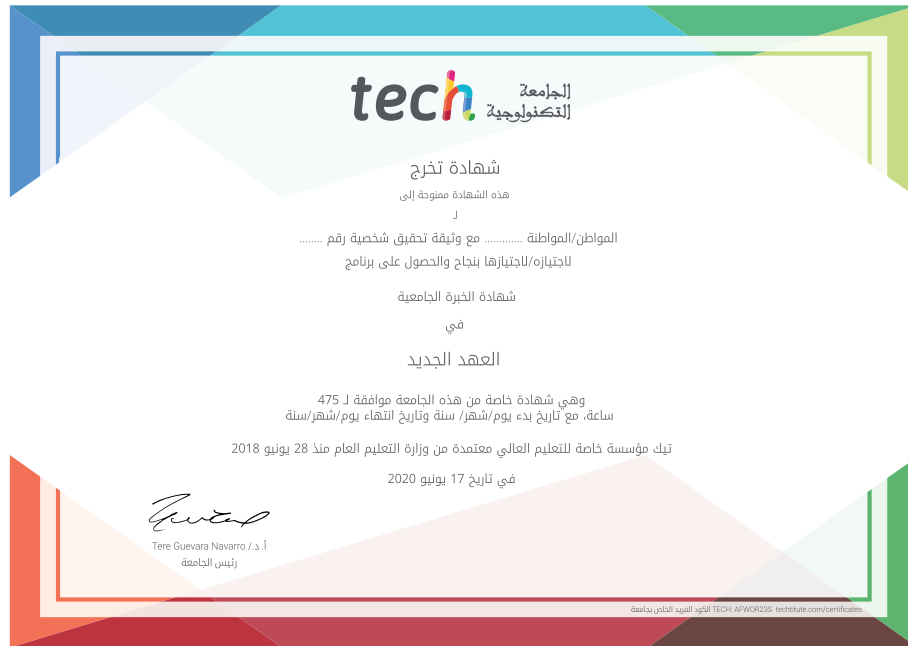 tech الجامعة
التكنولوجية
شهادة تخرج
هذه الشهادة ممنوحة إلى
لـ
المواطن/المواطنة ............ مع وثيقة تحقيق شخصية رقم ........
لاجتيازه/لاجتيازها بنجاح والحصول على برنامج
شهادة الخبرة الجامعية
في
العهد الجديد
وهي شهادة خاصة من هذه الجامعة موافقة لـ 475
ساعة، مع تاريخ بدء يوم/شهر/ سنة وتاريخ انتهاء يوم/شهر/سنة
تيك مؤسسة خاصة للتعليم العالي معتمدة من وزارة التعليم العام منذ 28 يونيو 2018
في تاريخ 17 يونيو 2020
أ.د./ Tere Guevara Navarro
رئيس الجامعة
الكود الفريد الخاص بجامعة TECH: AFWOR23S techtitute.com/certificates